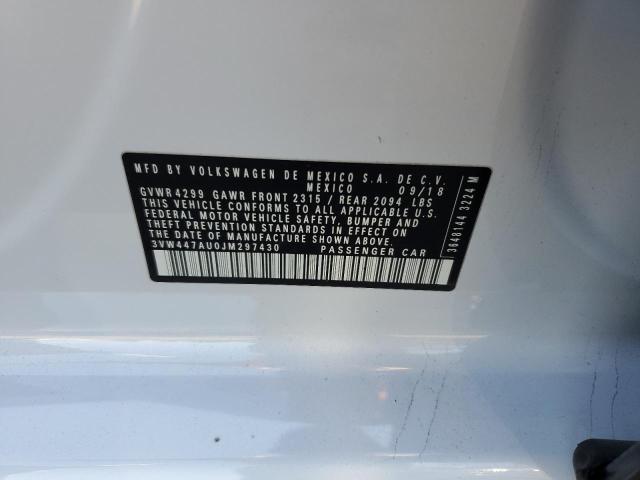 MFD BY VOLKSWAGEN DE MEXICO S.A. DE C.V.
MEXICO 09/18
GVWR 4299 GAWR FRONT 2315 / REAR 2094 LBS
THIS VEHICLE CONFORMS TO ALL APPLICABLE U.S.
FEDERAL MOTOR VEHICLE SAFETY, BUMPER AND
THEFT PREVENTION STANDARDS IN EFFECT ON
THE DATE OF MANUFACTURE SHOWN ABOVE.
3VW447AU0JM297430 PASSENGER CAR
3648144 3224 M